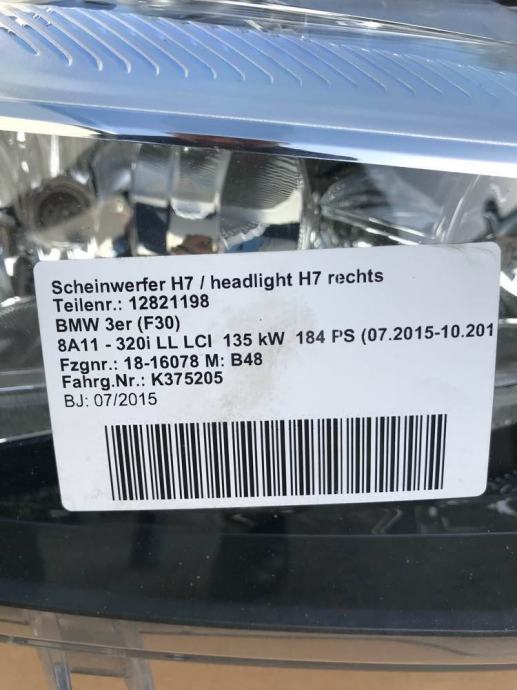 Scheinwerfer H7 / headlight H7 rechts
Teilenr.: 12821198
BMW 3er (F30)
8A11 - 320i LL LCI 135 kW 184 PS (07.2015-10.201
Fzgnr.: 18-16078 M: B48
Fahrg.Nr.: K375205
BJ: 07/2015